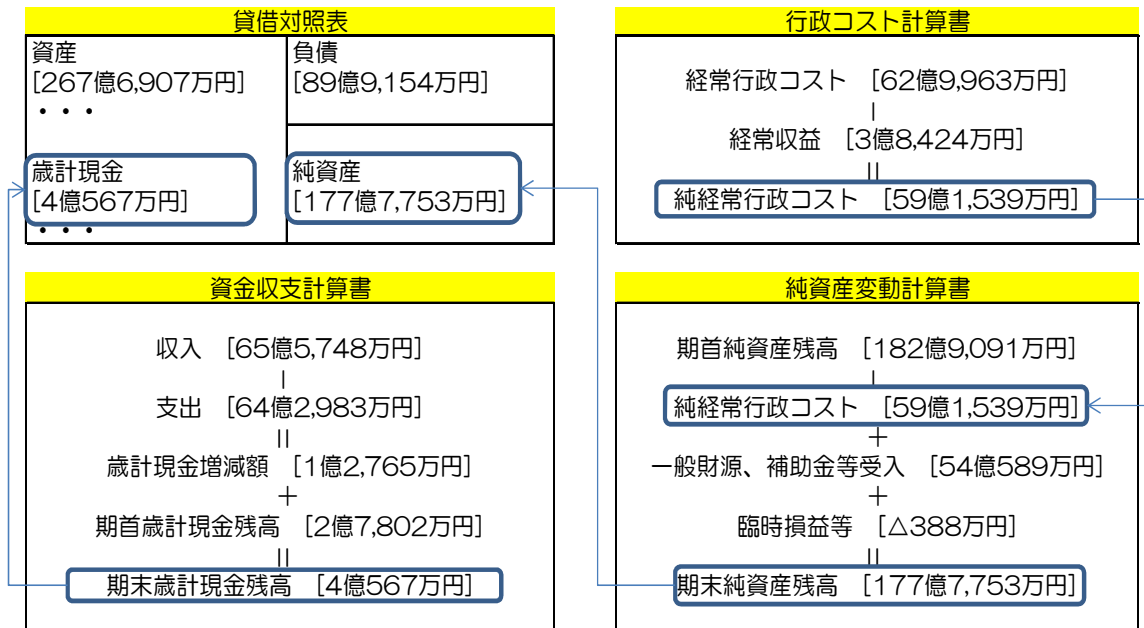 貸借対照表
資産
[267億6,907万円]
・・・
歳計現金
[4億567万円]
・・・
負債
[89億9,154万円]
純資産
[177億7,753万円]
行政コスト計算書
経常行政コスト [62億9,963万円]
－
経常収益 [3億8,424万円]
＝
純経常行政コスト [59億1,539万円]
資金収支計算書
収入 [65億5,748万円]
－
支出 [64億2,983万円]
＝
歳計現金増減額 [1億2,765万円]
＋
期首歳計現金残高 [2億7,802万円]
＝
期末歳計現金残高 [4億567万円]
純資産変動計算書
期首純資産残高 [182億9,091万円]
－
純経常行政コスト [59億1,539万円]
＋
一般財源、補助金等受入 [54億589万円]
＋
臨時損益等 [△388万円]
＝
期末純資産残高 [177億7,753万円]